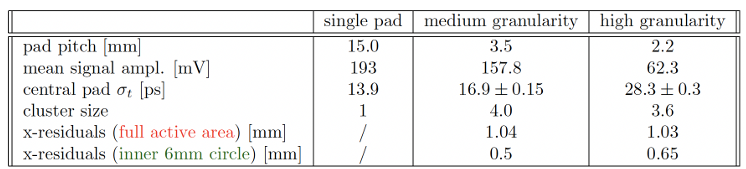 single pad medium granularity high granularity
pad pitch [mm] 15.0 3.5 2.2
mean signal ampl. [mV] 193 157.8 62.3
central pad σt [ps] 13.9 16.9 ± 0.15 28.3 ± 0.3
cluster size 1 4.0 3.6
x-residuals (full active area) [mm] / 1.04 1.03
x-residuals (inner 6mm circle) [mm] / 0.5 0.65